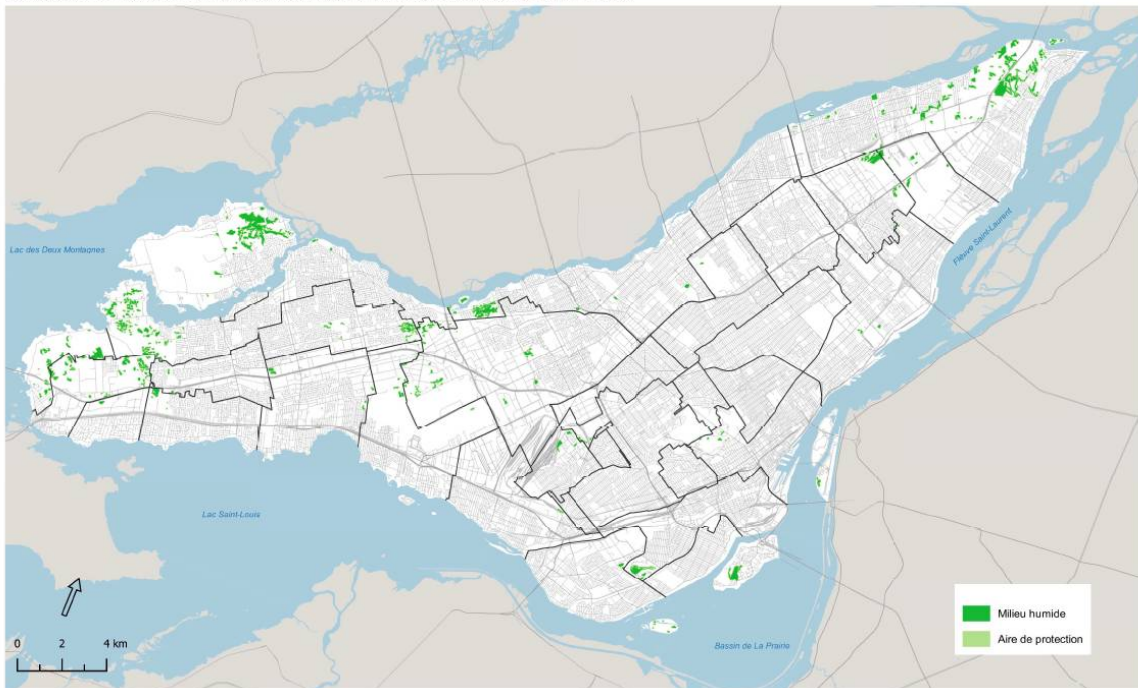 Lac des Deux Montagnes
Fleuve Saint-Laurent
Lac Saint-Louis
Bassin de La Prairie
0 2 4 km
Milieu humide
Aire de protection